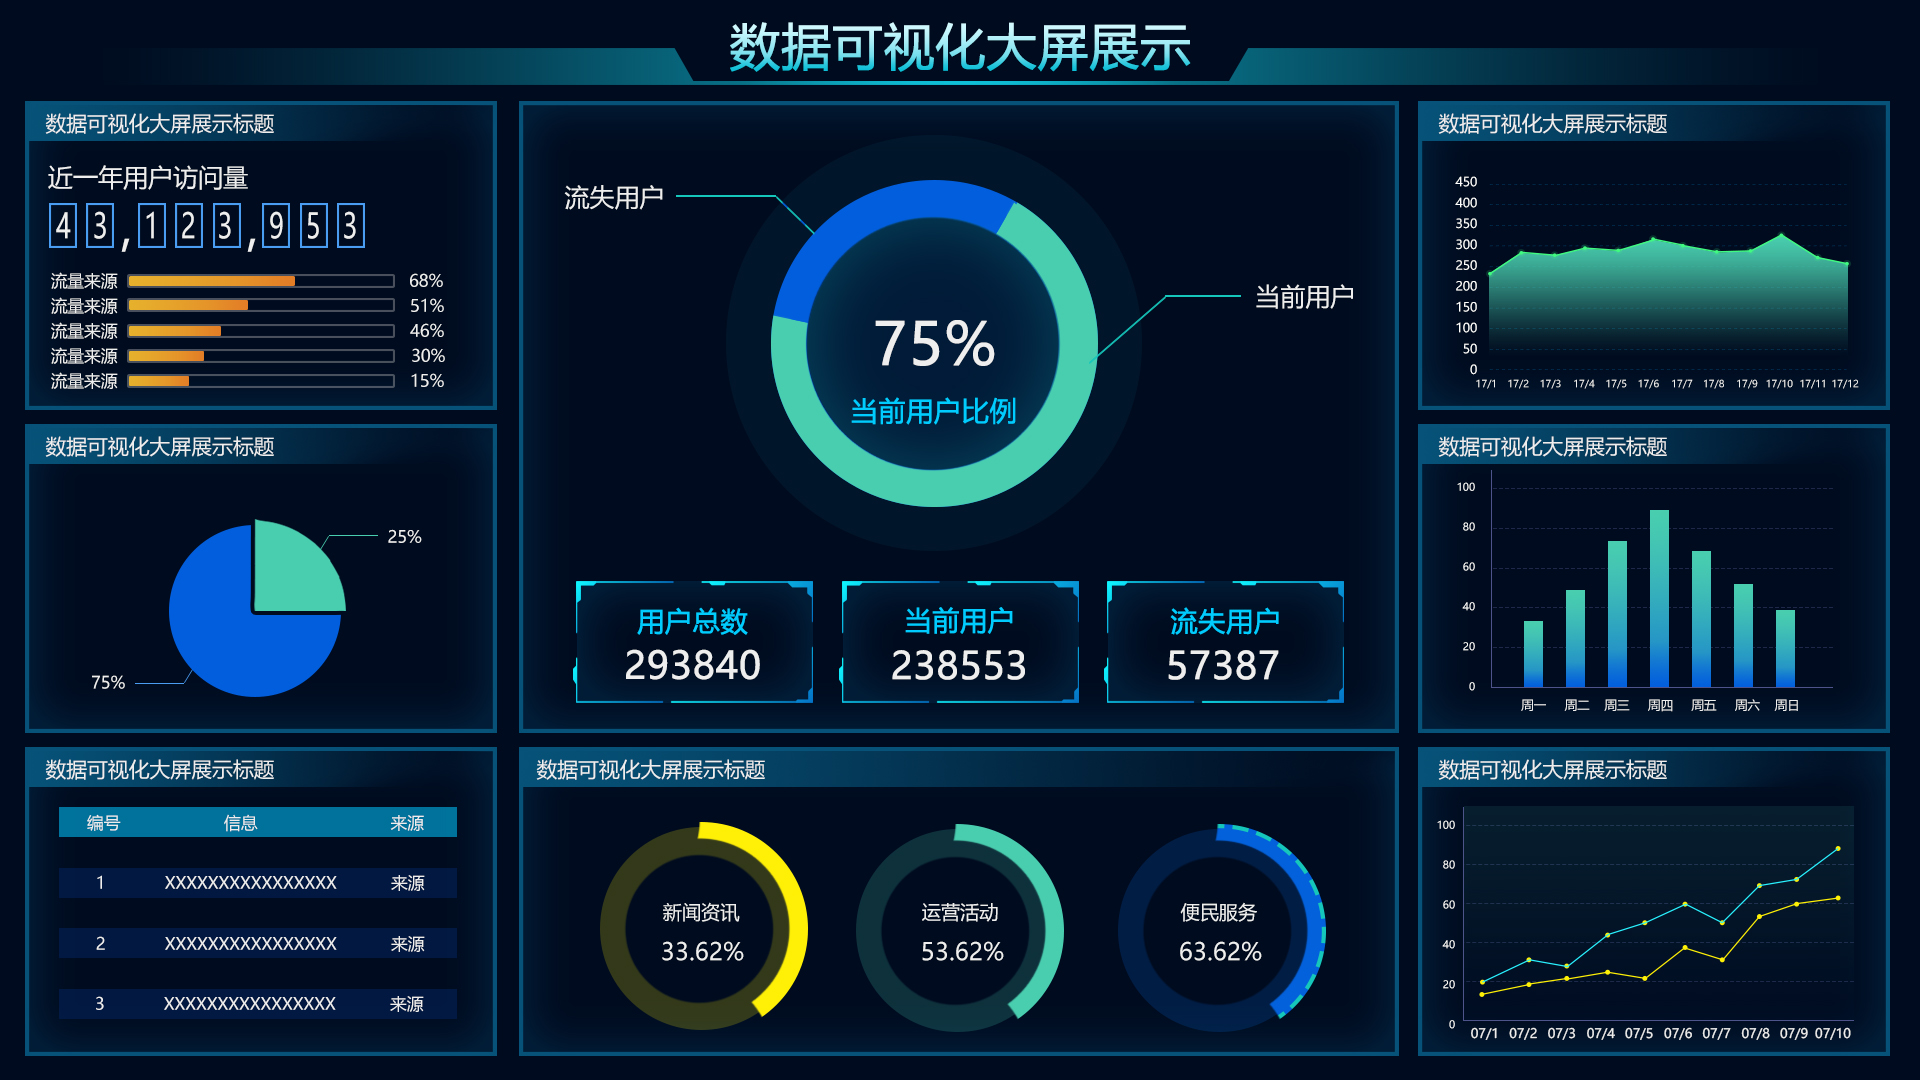 数据可视化大屏展示
数据可视化大屏展示标题
近一年用户访问量
43,123,953
流量来源 68%
流量来源 51%
流量来源 46%
流量来源 30%
流量来源 15%
数据可视化大屏展示标题
25%
75%
数据可视化大屏展示标题
编号 信息 来源
1 XXXXXXXXXXXXXXXX 来源
2 XXXXXXXXXXXXXXXX 来源
3 XXXXXXXXXXXXXXXX 来源
流失用户
当前用户
75%
当前用户比例
用户总数
293840
当前用户
238553
流失用户
57387
数据可视化大屏展示标题
新闻资讯
33.62%
运营活动
53.62%
便民服务
63.62%
数据可视化大屏展示标题
450
400
350
300
250
200
150
100
50
0
17/1 17/2 17/3 17/4 17/5 17/6 17/7 17/8 17/9 17/10 17/11 17/12
数据可视化大屏展示标题
100
80
60
40
20
0
周一 周二 周三 周四 周五 周六 周日
数据可视化大屏展示标题
100
80
60
40
20
0
07/1 07/2 07/3 07/4 07/5 07/6 07/7 07/8 07/9 07/10